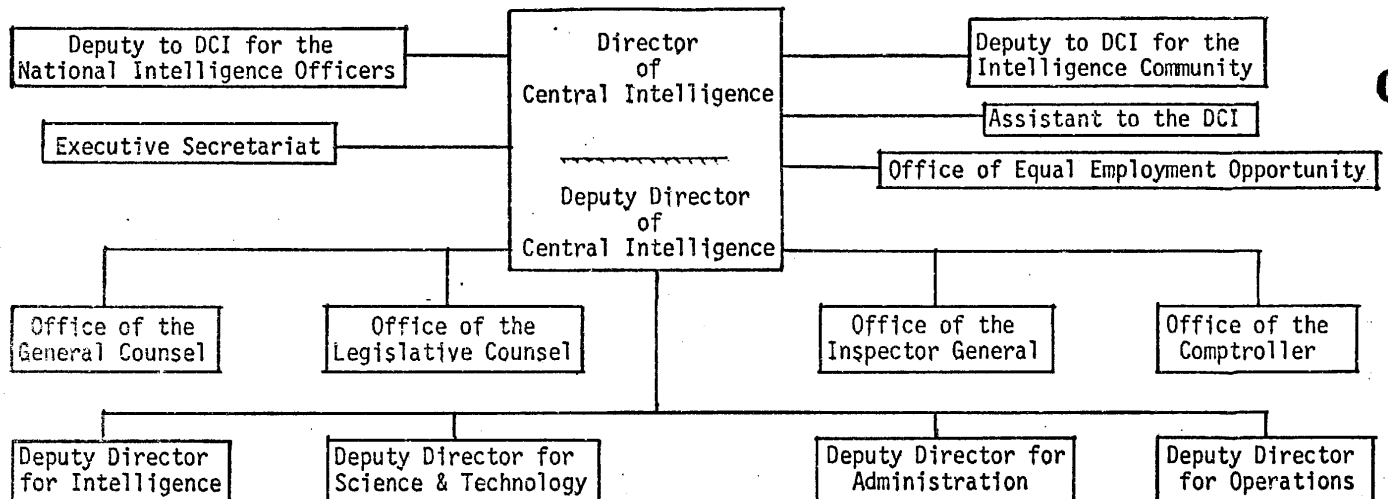 Deputy to DCI for the
National Intelligence Officers
Director
of
Central Intelligence
Deputy Director
of
Central Intelligence
Deputy to DCI for the
Intelligence Community
Executive Secretariat
Assistant to the DCI
Office of Equal Employment Opportunity
Office of the
General Counsel
Office of the
Legislative Counsel
Office of the
Inspector General
Office of the
Comptroller
Deputy Director
for Intelligence
Deputy Director for
Science & Technology
Deputy Director for
Administration
Deputy Director
for Operations